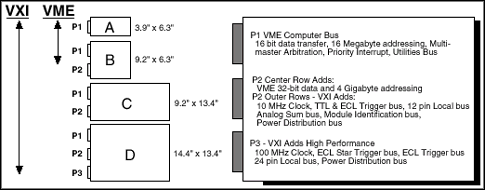 VXI VME
P1 A 3.9" x 6.3"
P1
B 9.2" x 6.3"
P2
P1
C 9.2" x 13.4"
P2
P1
P2 D 14.4" x 13.4"
P3
P1 VME Computer Bus
16 bit data transfer, 16 Megabyte addressing, Multi-
master Arbitration, Priority Interrupt, Utilities Bus
P2 Center Row Adds:
VME 32-bit data and 4 Gigabyte addressing
P2 Outer Rows - VXI Adds:
10 MHz Clock, TTL & ECL Trigger bus, 12 pin Local bus
Analog Sum bus, Module Identification bus,
Power Distribution bus
P3 - VXI Adds High Performance
100 MHz Clock, ECL Star Trigger bus, ECL Trigger bus
24 pin Local bus, Power Distribution bus